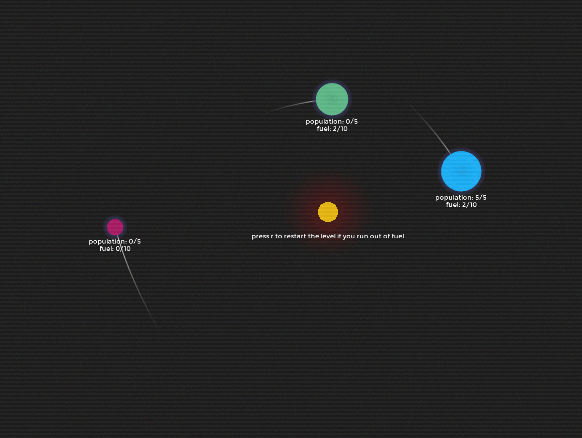 population: 0/5
fuel: 2/10
population: 5/5
fuel: 2/10
press r to restart the level if you run out of fuel
population: 0/5
fuel: 0/10